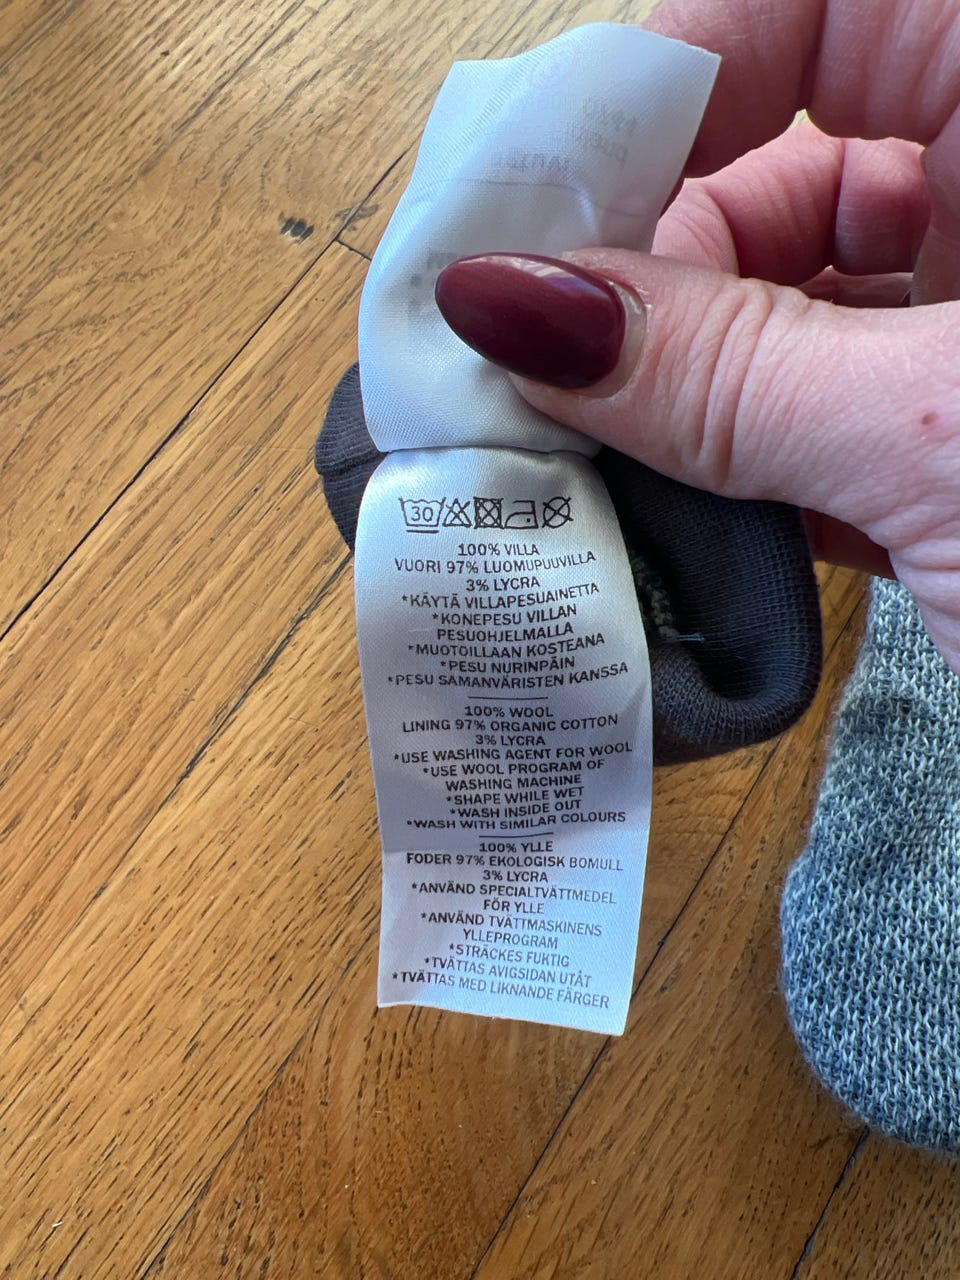 30
100% VILLA
VUORI 97% LUOMUPUUVILLA
3% LYCRA
*KÄYTÄ VILLAPESUAINETTA
*KONEPESU VILLAN
PESUOHJELMALLA
*MUOTOILLAAN KOSTEANA
*PESU NURINPÄIN
*PESU SAMANVÄRISTEN KANSSA
100% WOOL
LINING 97% ORGANIC COTTON
3% LYCRA
*USE WASHING AGENT FOR WOOL
*USE WOOL PROGRAM OF
WASHING MACHINE
*SHAPE WHILE WET
*WASH INSIDE OUT
*WASH WITH SIMILAR COLOURS
100% YLLE
FODER 97% EKOLOGISK BOMULL
3% LYCRA
*ANVÄND SPECIALTVÄTTMEDEL
FÖR YLLE
*ANVÄND TVÄTTMASKINENS
YLLEPROGRAM
*STRÄCKES FUKTIG
*TVÄTTAS AVIGSIDAN UTÅT
*TVÄTTAS MED LIKNANDE FÄRGER